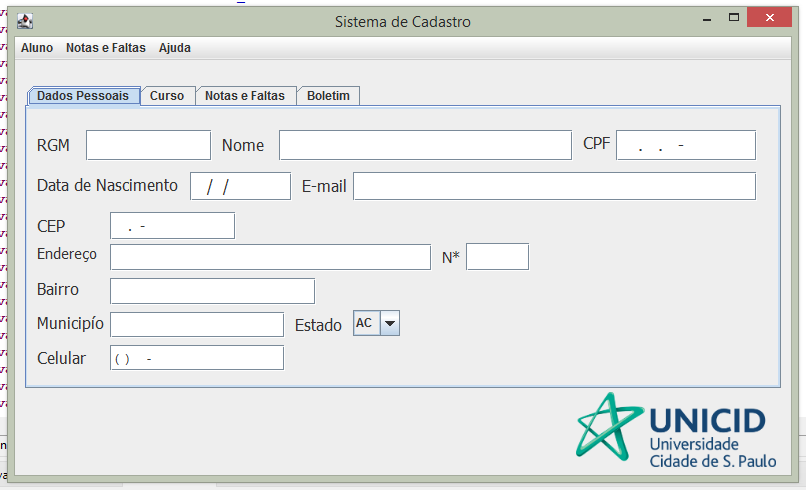 Sistema de Cadastro
Aluno Notas e Faltas Ajuda
Dados Pessoais Curso Notas e Faltas Boletim
RGM Nome CPF . . -
Data de Nascimento / / E-mail
CEP . -
Endereço N*
Bairro
Municipío Estado AC
Celular ( ) -
UNICID
Universidade
Cidade de S. Paulo